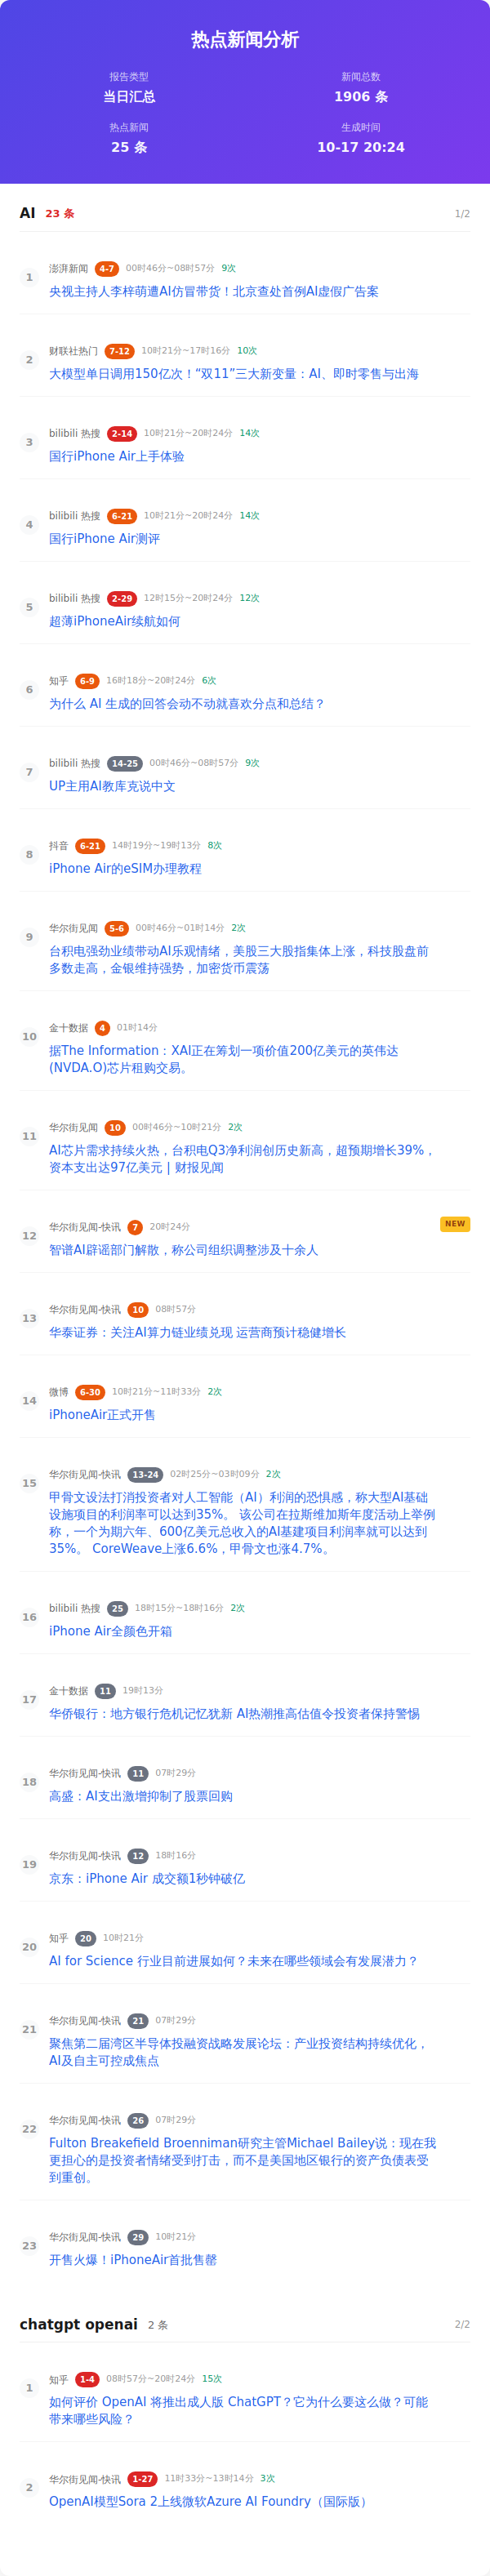 热点新闻分析
报告类型 新闻总数
当日汇总 1906 条
热点新闻 生成时间
25 条 10-17 20:24
AI 23 条 1/2
1 澎湃新闻 4-7 00时46分~08时57分 9次
央视主持人李梓萌遭AI仿冒带货！北京查处首例AI虚假广告案
2 财联社热门 7-12 10时21分~17时16分 10次
大模型单日调用150亿次！“双11”三大新变量：AI、即时零售与出海
3 bilibili 热搜 2-14 10时21分~20时24分 14次
国行iPhone Air上手体验
4 bilibili 热搜 6-21 10时21分~20时24分 14次
国行iPhone Air测评
5 bilibili 热搜 2-29 12时15分~20时24分 12次
超薄iPhoneAir续航如何
6 知乎 6-9 16时18分~20时24分 6次
为什么 AI 生成的回答会动不动就喜欢分点和总结？
7 bilibili 热搜 14-25 00时46分~08时57分 9次
UP主用AI教库克说中文
8 抖音 6-21 14时19分~19时13分 8次
iPhone Air的eSIM办理教程
9 华尔街见闻 5-6 00时46分~01时14分 2次
台积电强劲业绩带动AI乐观情绪，美股三大股指集体上涨，科技股盘前
多数走高，金银维持强势，加密货币震荡
10 金十数据 4 01时14分
据The Information：XAI正在筹划一项价值200亿美元的英伟达
(NVDA.O)芯片租购交易。
11 华尔街见闻 10 00时46分~10时21分 2次
AI芯片需求持续火热，台积电Q3净利润创历史新高，超预期增长39%，
资本支出达97亿美元 | 财报见闻
12 华尔街见闻-快讯 7 20时24分 NEW
智谱AI辟谣部门解散，称公司组织调整涉及十余人
13 华尔街见闻-快讯 10 08时57分
华泰证券：关注AI算力链业绩兑现 运营商预计稳健增长
14 微博 6-30 10时21分~11时33分 2次
iPhoneAir正式开售
15 华尔街见闻-快讯 13-24 02时25分~03时09分 2次
甲骨文设法打消投资者对人工智能（AI）利润的恐惧感，称大型AI基础
设施项目的利润率可以达到35%。 该公司在拉斯维加斯年度活动上举例
称，一个为期六年、600亿美元总收入的AI基建项目利润率就可以达到
35%。 CoreWeave上涨6.6%，甲骨文也涨4.7%。
16 bilibili 热搜 25 18时15分~18时16分 2次
iPhone Air全颜色开箱
17 金十数据 11 19时13分
华侨银行：地方银行危机记忆犹新 AI热潮推高估值令投资者保持警惕
18 华尔街见闻-快讯 11 07时29分
高盛：AI支出激增抑制了股票回购
19 华尔街见闻-快讯 12 18时16分
京东：iPhone Air 成交额1秒钟破亿
20 知乎 20 10时21分
AI for Science 行业目前进展如何？未来在哪些领域会有发展潜力？
21 华尔街见闻-快讯 21 07时29分
聚焦第二届湾区半导体投融资战略发展论坛：产业投资结构持续优化，
AI及自主可控成焦点
22 华尔街见闻-快讯 26 07时29分
Fulton Breakefield Broenniman研究主管Michael Bailey说：现在我
更担心的是投资者情绪受到打击，而不是美国地区银行的资产负债表受
到重创。
23 华尔街见闻-快讯 29 10时21分
开售火爆！iPhoneAir首批售罄
chatgpt openai 2 条 2/2
1 知乎 1-4 08时57分~20时24分 15次
如何评价 OpenAI 将推出成人版 ChatGPT？它为什么要这么做？可能
带来哪些风险？
2 华尔街见闻-快讯 1-27 11时33分~13时14分 3次
OpenAI模型Sora 2上线微软Azure AI Foundry（国际版）